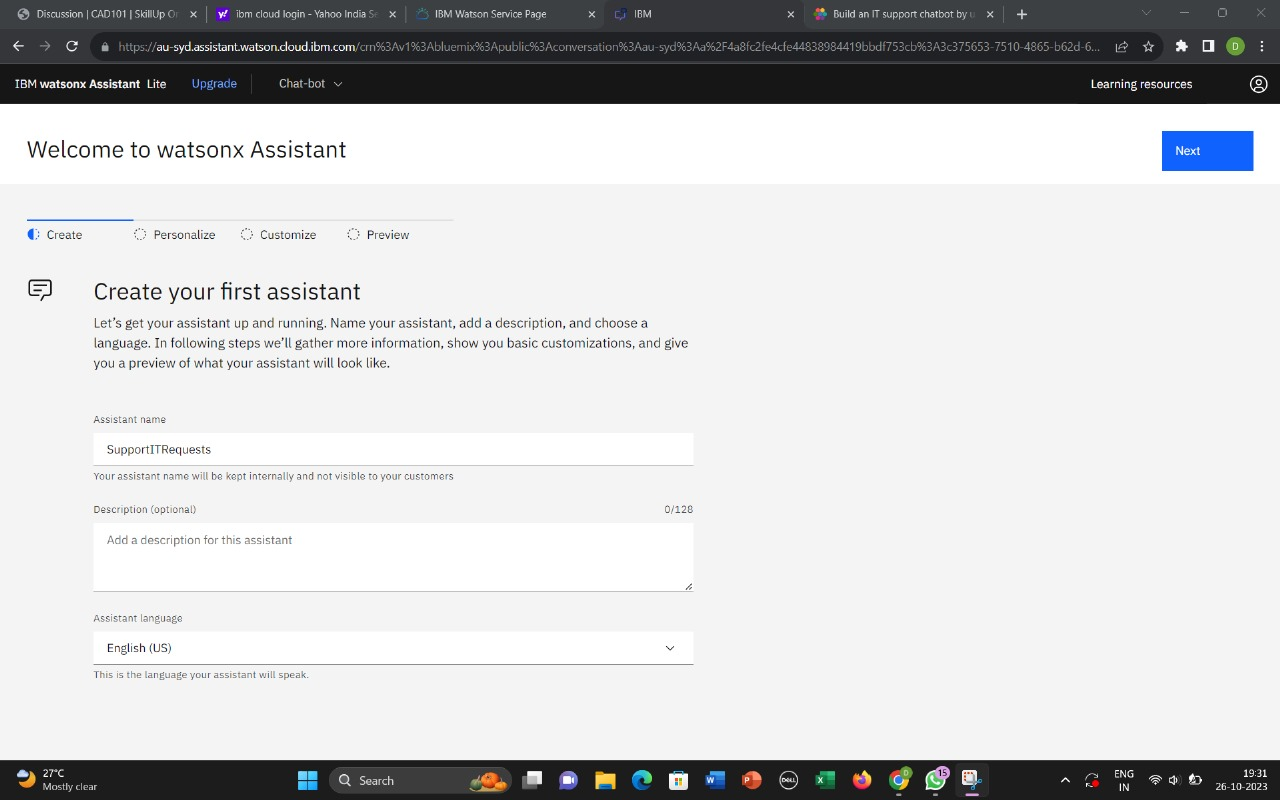 Discussion | CAD101 | SkillUp On
ibm cloud login - Yahoo India Se
IBM Watson Service Page
IBM
Build an IT support chatbot by u
https://au-syd.assistant.watson.cloud.ibm.com/crn%3Av1%3Abluemix%3Apublic%3Aconversation%3Aau-syd%3Aa%2F4a8fc2fe4cfe44838984419bbdf753cb%3A3c375653-7510-4865-b62d-6...
D
IBM watsonx Assistant Lite
Upgrade
Chat-bot
Learning resources
Welcome to watsonx Assistant
Next
Create
Personalize
Customize
Preview
Create your first assistant
Let's get your assistant up and running. Name your assistant, add a description, and choose a
language. In following steps we'll gather more information, show you basic customizations, and give
you a preview of what your assistant will look like.
Assistant name
SupportITRequests
Your assistant name will be kept internally and not visible to your customers
Description (optional)
0/128
Add a description for this assistant
Assistant language
English (US)
This is the language your assistant will speak.
27°C
Mostly clear
Search
DELL
15
ENG
IN
19:31
26-10-2023